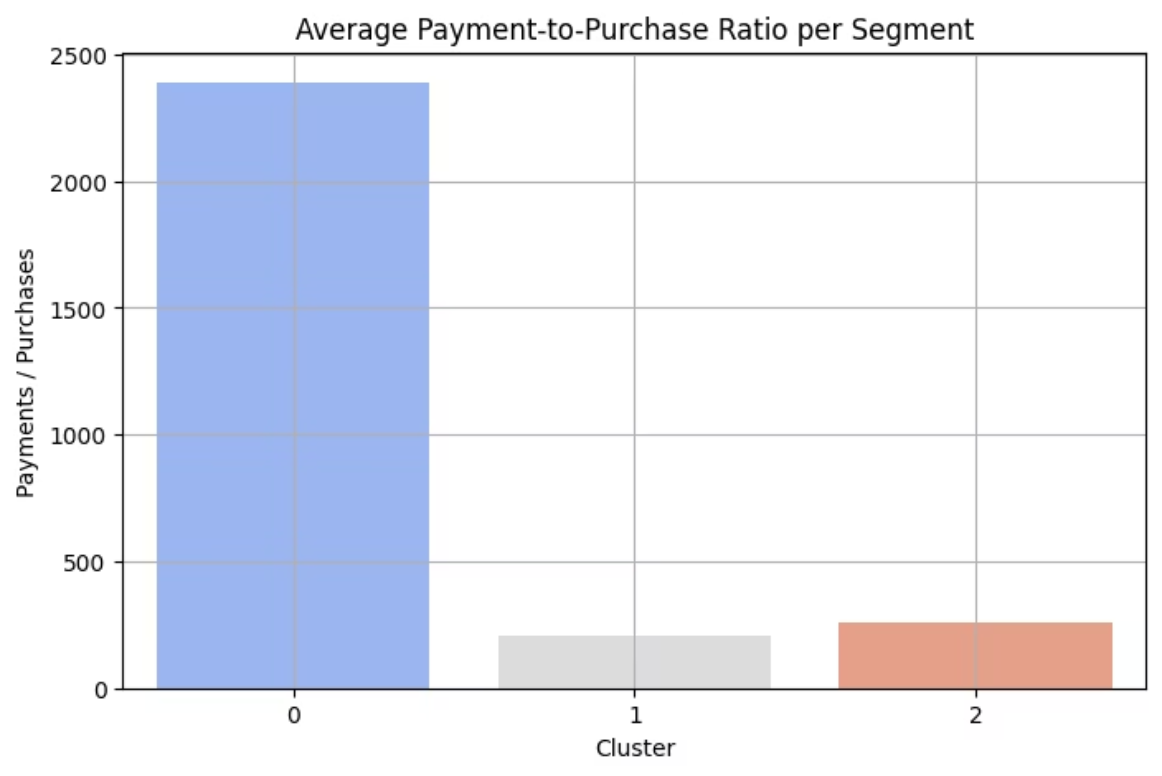 Average Payment-to-Purchase Ratio per Segment
Payments / Purchases
2500
2000
1500
1000
500
0
0 1 2
Cluster